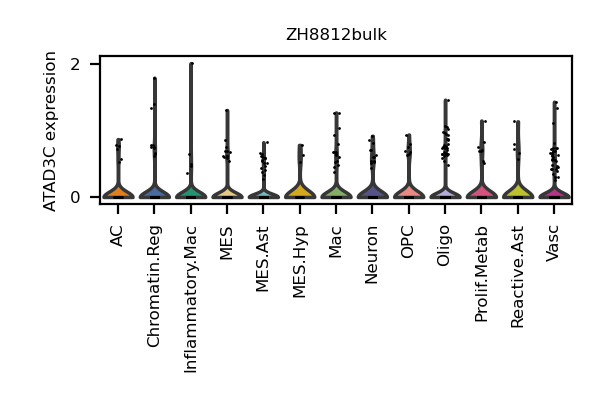 ZH8812bulk
ATAD3C expression
2
0
AC
Chromatin.Reg
Inflammatory.Mac
MES
MES.Ast
MES.Hyp
Mac
Neuron
OPC
Oligo
Prolif.Metab
Reactive.Ast
Vasc